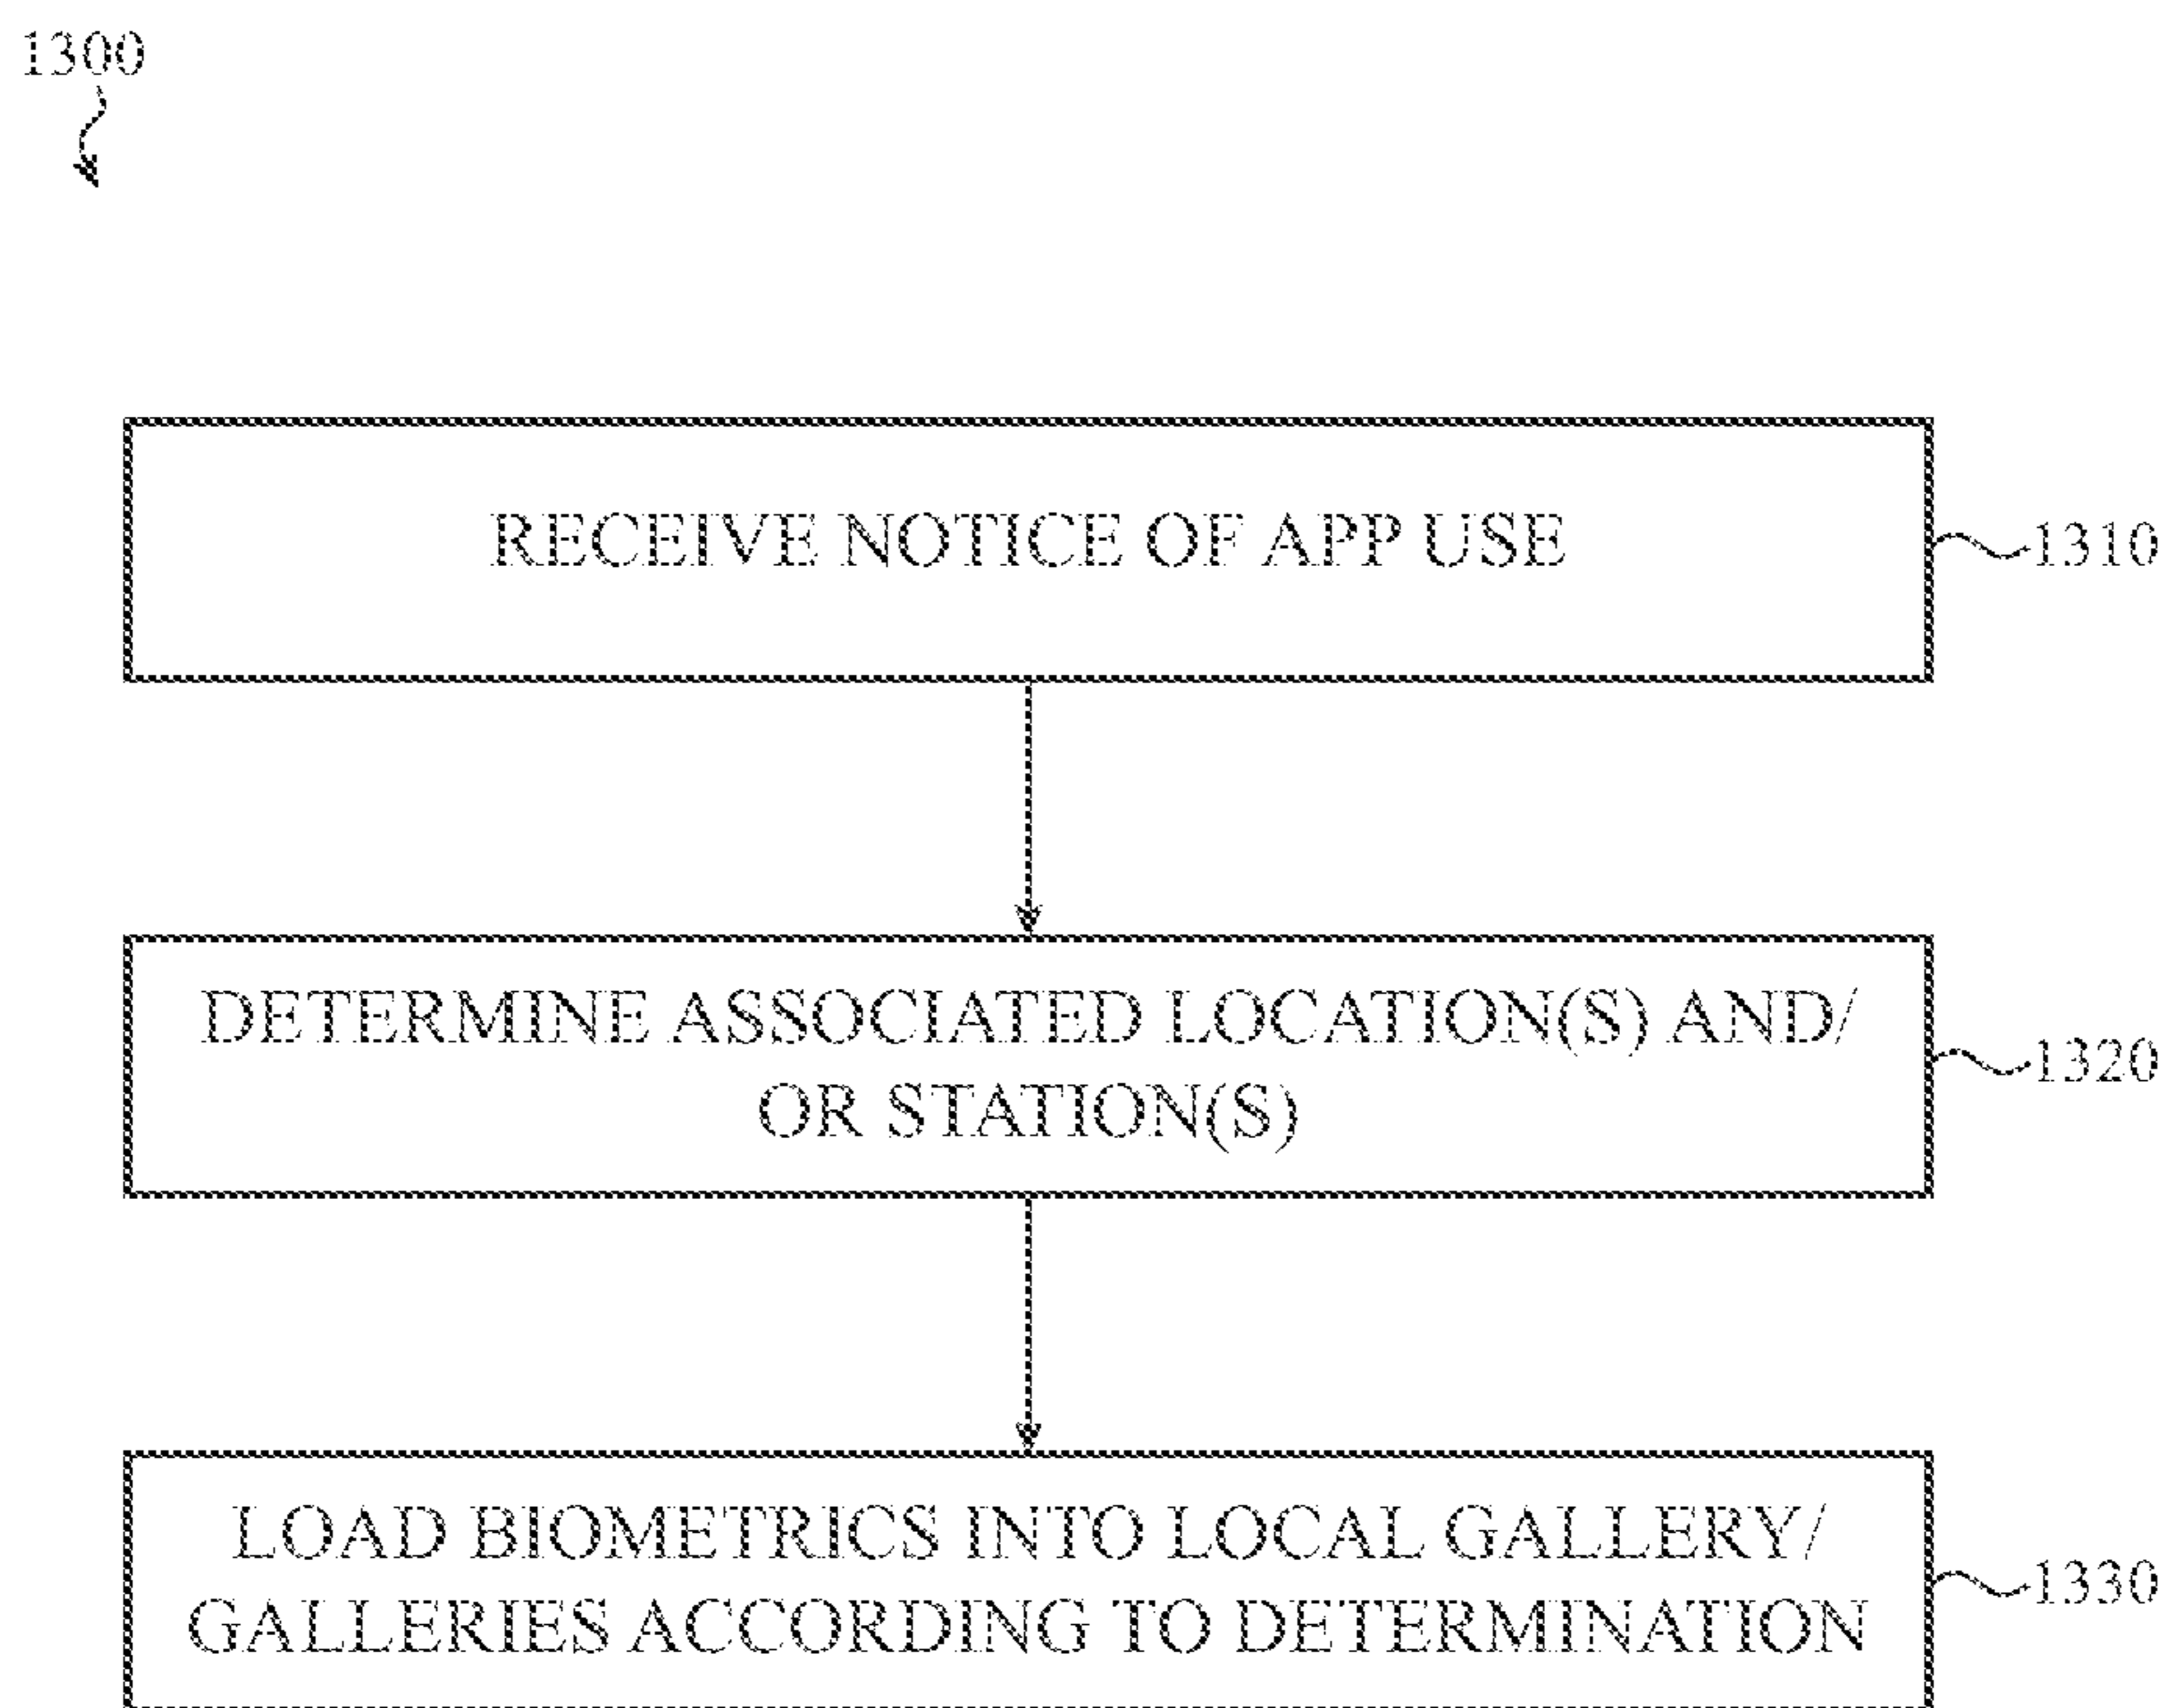 1300
RECEIVE NOTICE OF APP USE
1310
DETERMINE ASSOCIATED LOCATION(S) AND/
OR STATION(S)
1320
LOAD BIOMETRICS INTO LOCAL GALLERY/
GALLERIES ACCORDING TO DETERMINATION
1330